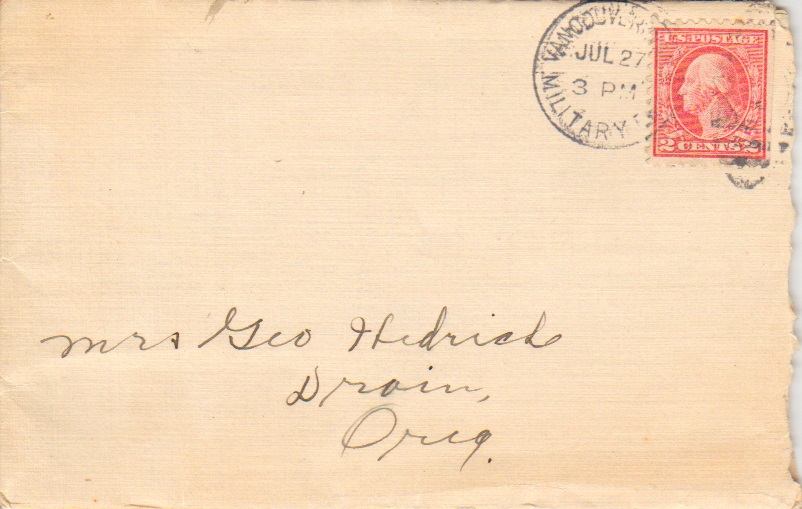 VANCOUVER
JUL 27
3 PM
MILITARY
U.S. POSTAGE
2 CENTS 2
Mrs Geo Hedrick
Drain,
Oreg.